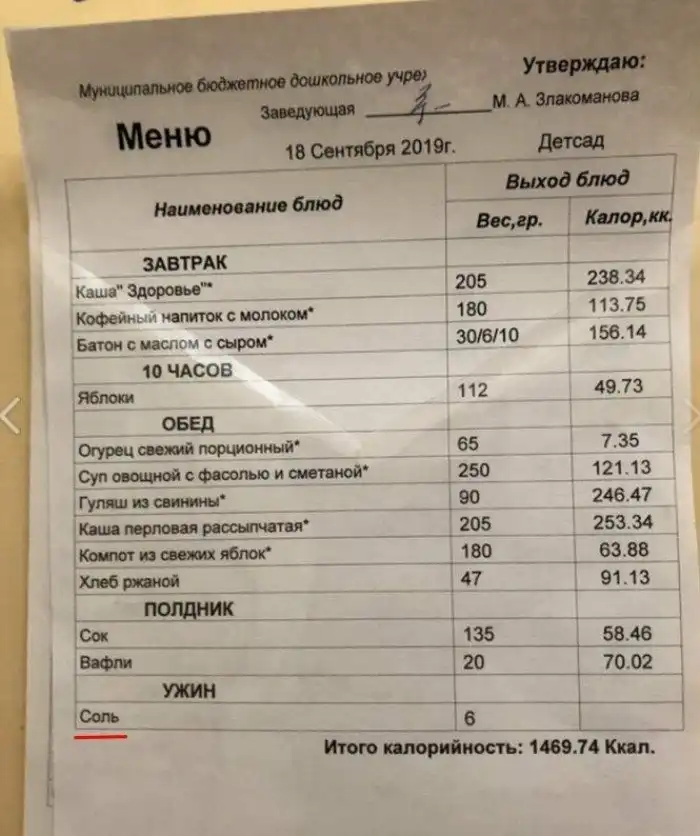 Утверждаю:
Муниципальное бюджетное дошкольное учре
Заведующая М. А. Злакоманова
Меню 18 Сентября 2019г. Детсад
Наименование блюд Выход блюд
Вес,гр. Калор,кк.
ЗАВТРАК
Каша" Здоровье"* 205 238.34
Кофейный напиток с молоком* 180 113.75
Батон с маслом с сыром* 30/6/10 156.14
10 ЧАСОВ
Яблоки 112 49.73
ОБЕД
Огурец свежий порционный* 65 7.35
Суп овощной с фасолью и сметаной* 250 121.13
Гуляш из свинины* 90 246.47
Каша перловая рассыпчатая* 205 253.34
Компот из свежих яблок* 180 63.88
Хлеб ржаной 47 91.13
ПОЛДНИК
Сок 135 58.46
Вафли 20 70.02
УЖИН
Соль 6
Итого калорийность: 1469.74 Ккал.